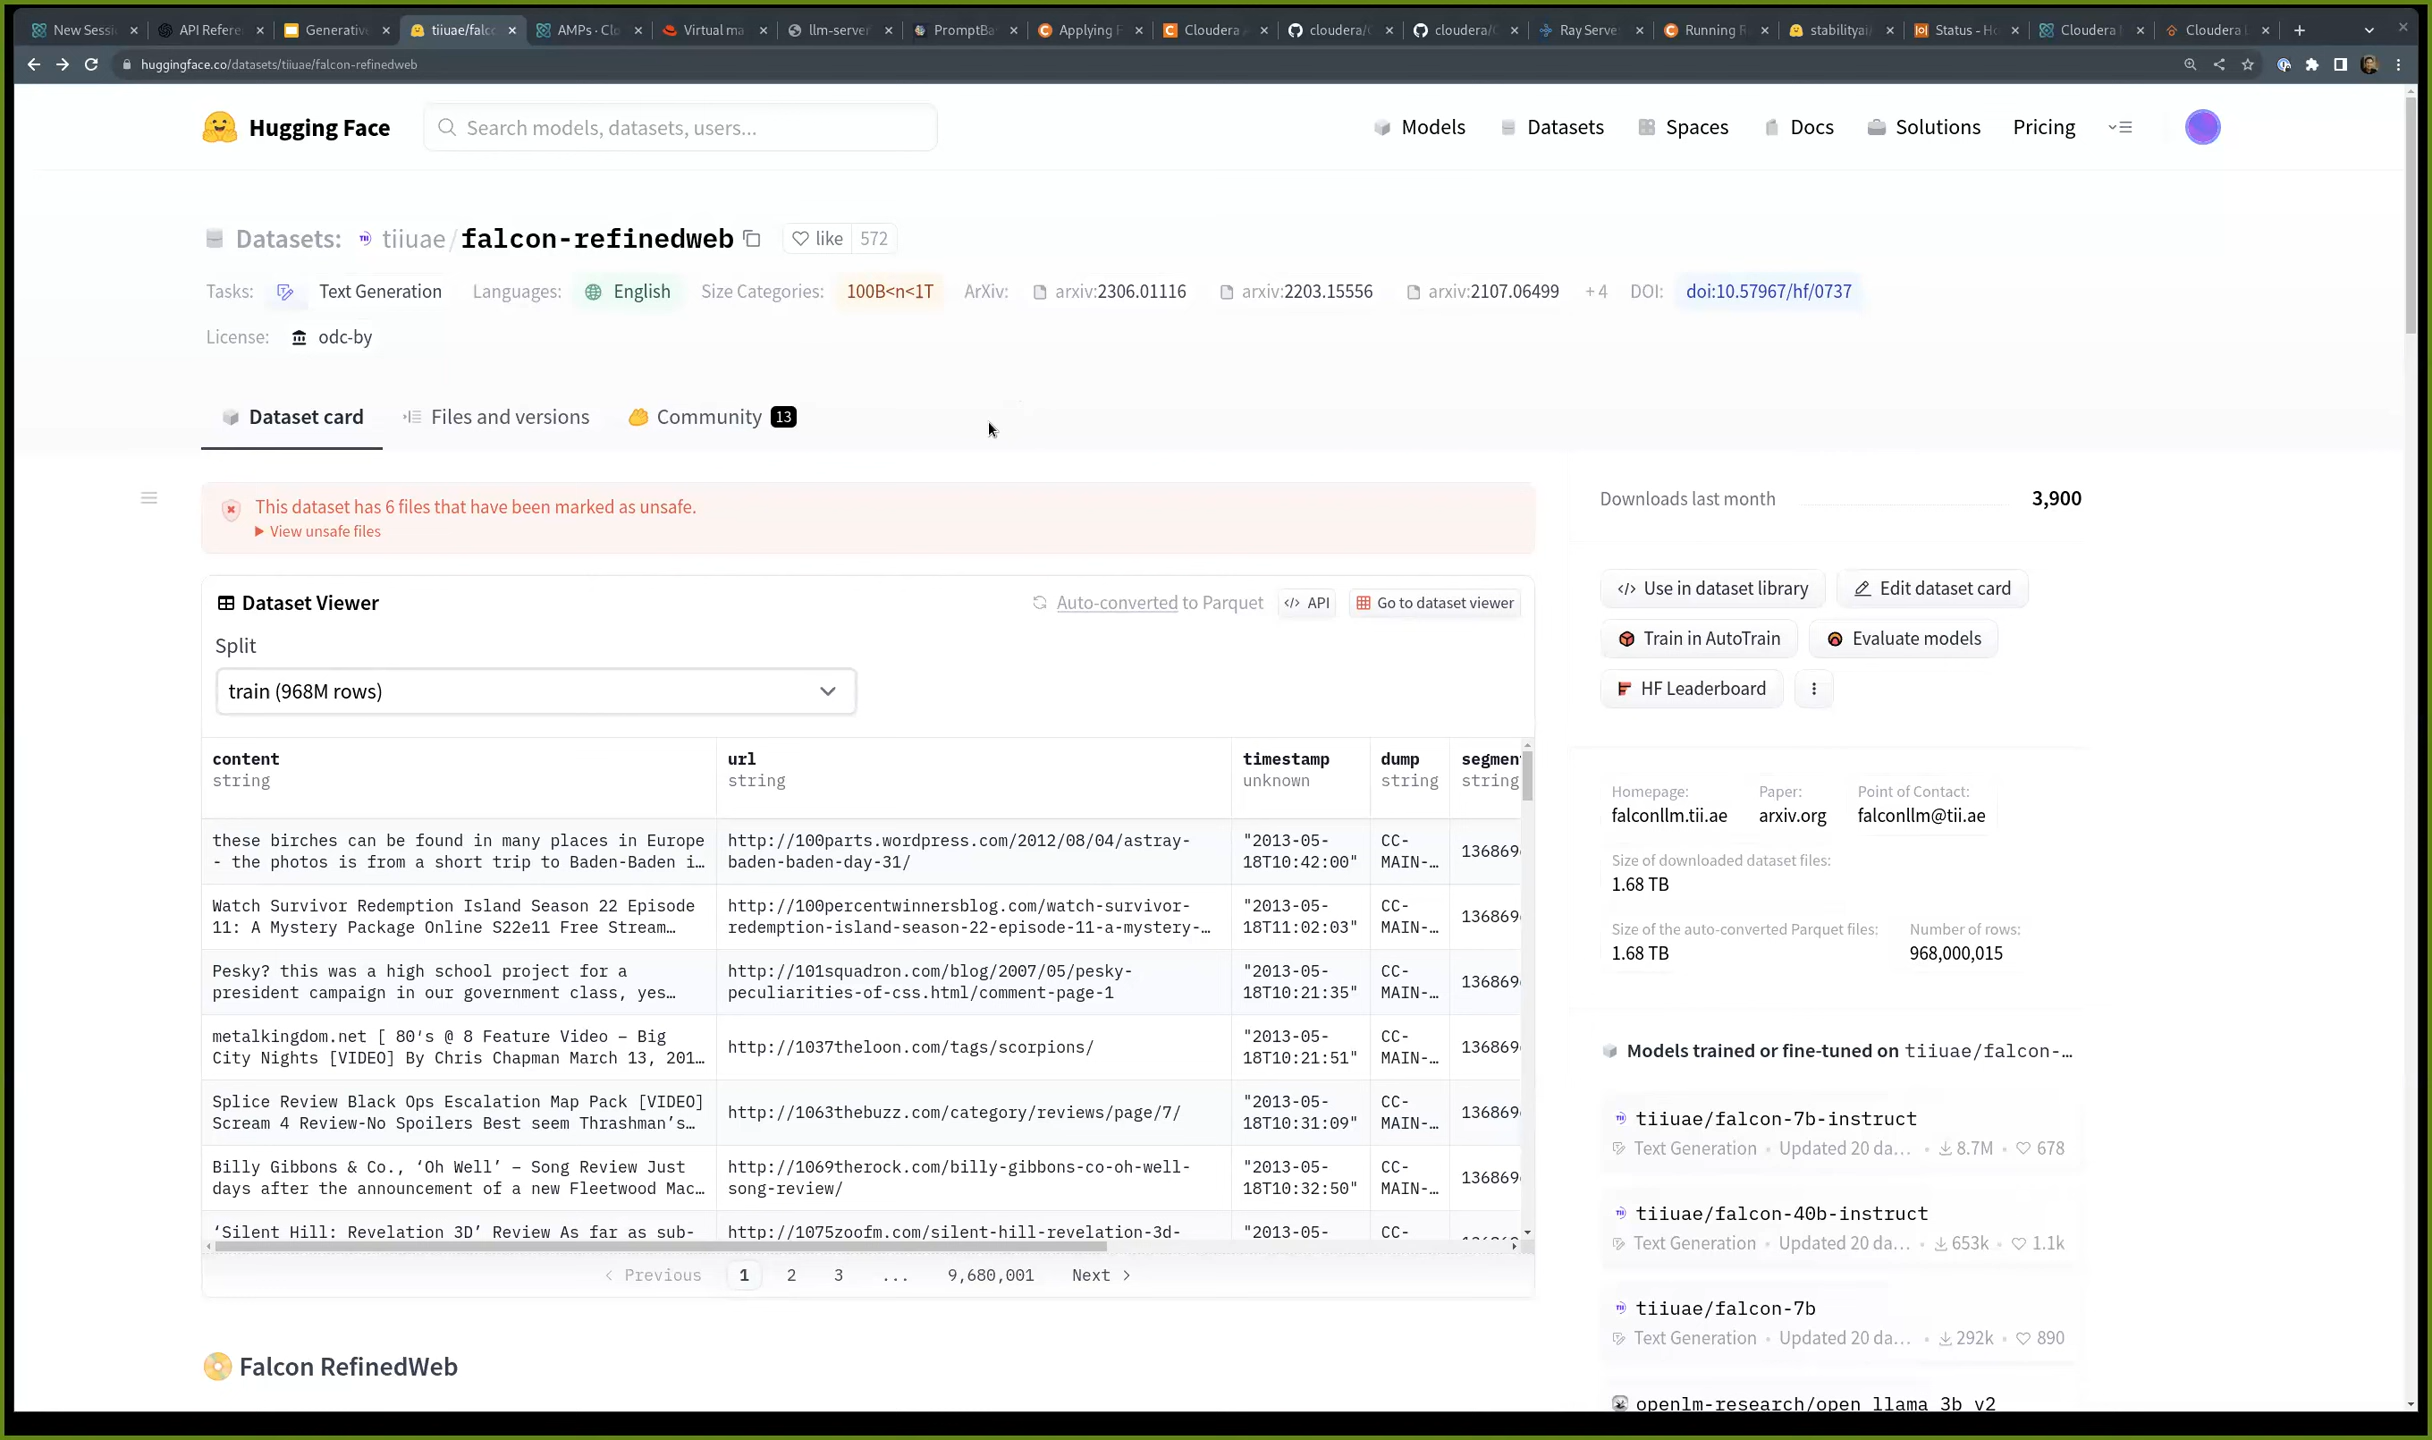 New Sessi
API Refere
Generative
tiiuae/falc
AMPs · Clo
Virtual ma
llm-server
PromptBa
Applying F
Cloudera
cloudera/
cloudera/
Ray Serve
Running R
stabilityai/
Status - Ho
Cloudera
Cloudera
huggingface.co/datasets/tiiuae/falcon-refinedweb
Hugging Face
Search models, datasets, users...
Models
Datasets
Spaces
Docs
Solutions
Pricing
Datasets: tiiuae/falcon-refinedweb
like 572
Tasks: Text Generation Languages: English Size Categories: 100B<n<1T ArXiv: arxiv:2306.01116 arxiv:2203.15556 arxiv:2107.06499 +4 DOI: doi:10.57967/hf/0737
License: odc-by
Dataset card
Files and versions
Community 13
This dataset has 6 files that have been marked as unsafe.
View unsafe files
Dataset Viewer
Auto-converted to Parquet
API
Go to dataset viewer
Split
train (968M rows)
content url timestamp dump segmen
string string unknown string string
these birches can be found in many places in Europe
- the photos is from a short trip to Baden-Baden i…
http://100parts.wordpress.com/2012/08/04/astray-
baden-baden-day-31/
"2013-05-
18T10:42:00"
CC-
MAIN-…
136869
Watch Survivor Redemption Island Season 22 Episode
11: A Mystery Package Online S22e11 Free Stream…
http://100percentwinnersblog.com/watch-survivor-
redemption-island-season-22-episode-11-a-mystery-…
"2013-05-
18T11:02:03"
CC-
MAIN-…
136869
Pesky? this was a high school project for a
president campaign in our government class, yes…
http://101squadron.com/blog/2007/05/pesky-
peculiarities-of-css.html/comment-page-1
"2013-05-
18T10:21:35"
CC-
MAIN-…
136869
metalkingdom.net [ 80's @ 8 Feature Video – Big
City Nights [VIDEO] By Chris Chapman March 13, 201…
http://1037theloon.com/tags/scorpions/
"2013-05-
18T10:21:51"
CC-
MAIN-…
136869
Splice Review Black Ops Escalation Map Pack [VIDEO]
Scream 4 Review-No Spoilers Best seem Thrashman’s…
http://1063thebuzz.com/category/reviews/page/7/
"2013-05-
18T10:31:09"
CC-
MAIN-…
136869
Billy Gibbons & Co., ‘Oh Well’ – Song Review Just
days after the announcement of a new Fleetwood Mac…
http://1069therock.com/billy-gibbons-co-oh-well-
song-review/
"2013-05-
18T10:32:50"
CC-
MAIN-…
136869
‘Silent Hill: Revelation 3D’ Review As far as sub-
http://1075zoofm.com/silent-hill-revelation-3d-
"2013-05-
CC-
Previous 1 2 3 ... 9,680,001 Next
Falcon RefinedWeb
Downloads last month 3,900
Use in dataset library
Edit dataset card
Train in AutoTrain
Evaluate models
HF Leaderboard
Homepage: Paper: Point of Contact:
falconllm.tii.ae arxiv.org falconllm@tii.ae
Size of downloaded dataset files:
1.68 TB
Size of the auto-converted Parquet files: Number of rows:
1.68 TB 968,000,015
Models trained or fine-tuned on tiiuae/falcon-…
tiiuae/falcon-7b-instruct
Text Generation • Updated 20 da… • 8.7M • 678
tiiuae/falcon-40b-instruct
Text Generation • Updated 20 da… • 653k • 1.1k
tiiuae/falcon-7b
Text Generation • Updated 20 da… • 292k • 890
openlm-research/open_llama_3b_v2